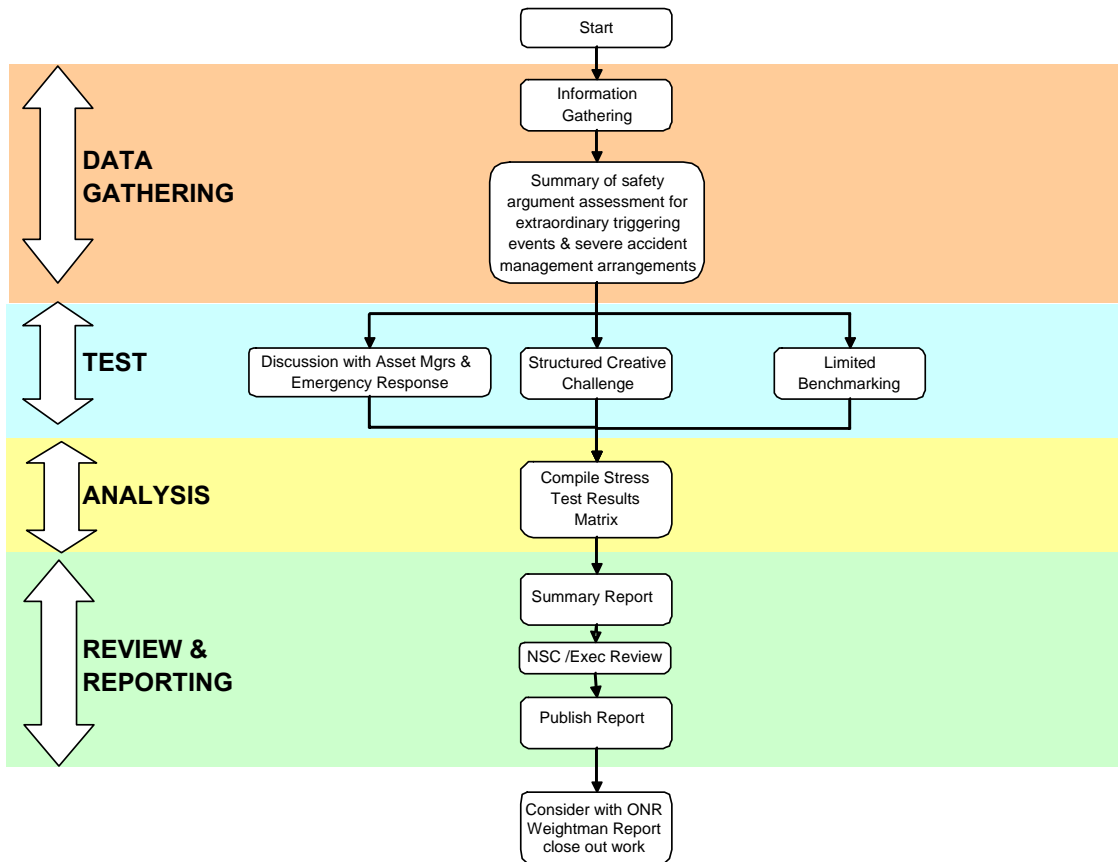 Start
DATA
GATHERING
Information
Gathering
Summary of safety
argument assessment for
extraordinary triggering
events & severe accident
management arrangements
TEST
Discussion with Asset Mgrs &
Emergency Response
Structured Creative
Challenge
Limited
Benchmarking
ANALYSIS
Compile Stress
Test Results
Matrix
REVIEW &
REPORTING
Summary Report
NSC /Exec Review
Publish Report
Consider with ONR
Weightman Report
close out work